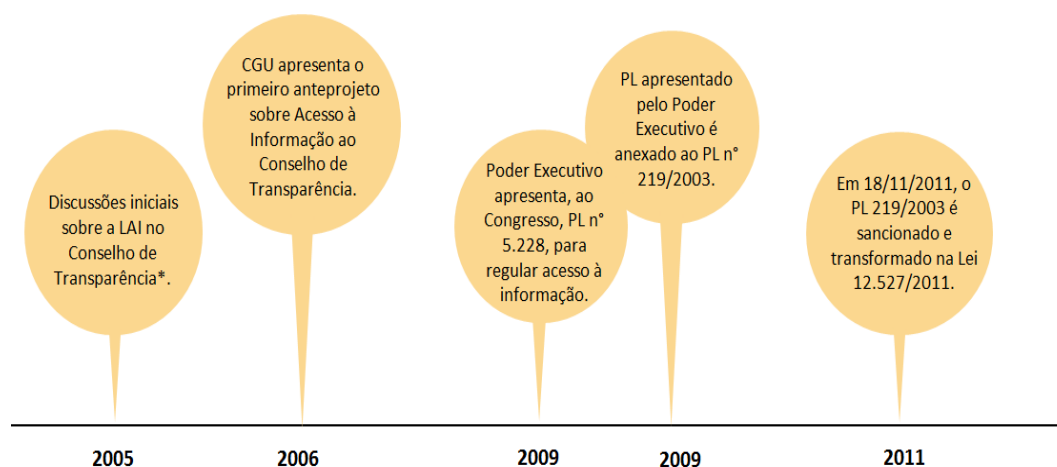 Discussões iniciais
sobre a LAI no
Conselho de
Transparência*.
CGU apresenta o
primeiro anteprojeto
sobre Acesso à
Informação ao
Conselho de
Transparência.
Poder Executivo
apresenta, ao
Congresso, PL n°
5.228, para
regular acesso à
informação.
PL apresentado
pelo Poder
Executivo é
anexado ao PL n°
219/2003.
Em 18/11/2011, o
PL 219/2003 é
sancionado e
transformado na Lei
12.527/2011.
2005
2006
2009
2009
2011